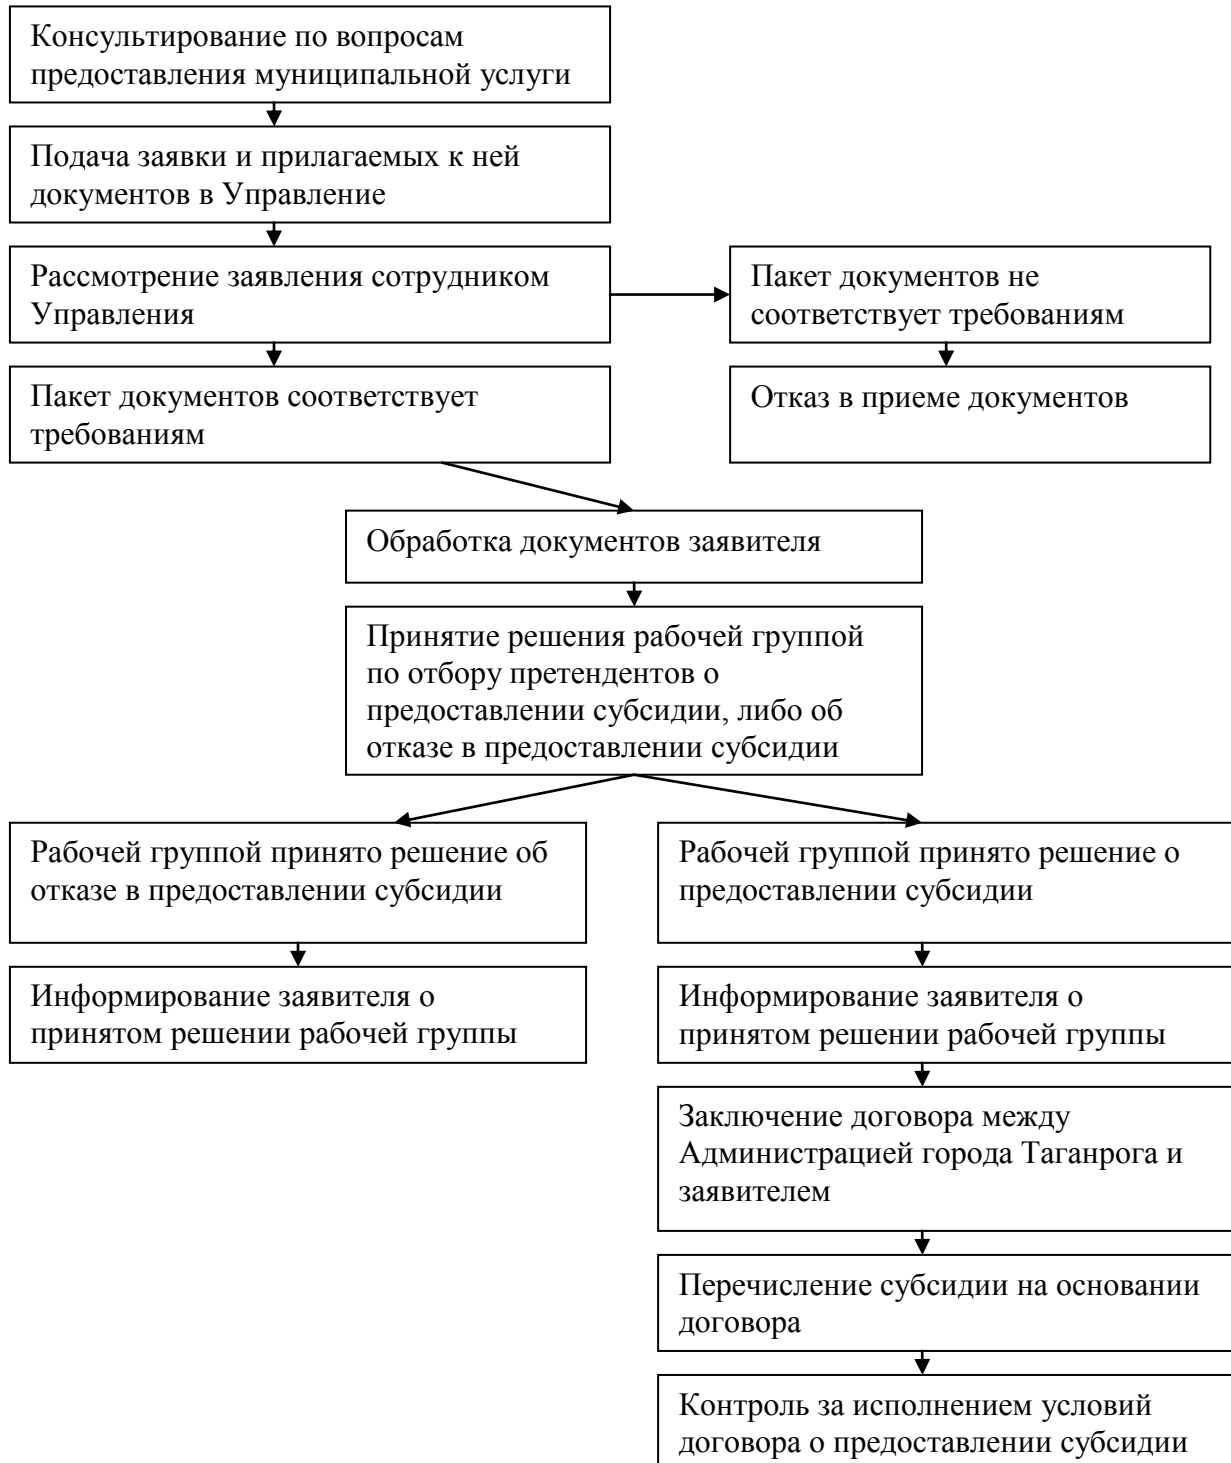 Консультирование по вопросам
предоставления муниципальной услуги
Подача заявки и прилагаемых к ней
документов в Управление
Рассмотрение заявления сотрудником
Управления
Пакет документов не
соответствует требованиям
Пакет документов соответствует
требованиям
Отказ в приеме документов
Обработка документов заявителя
Принятие решения рабочей группой
по отбору претендентов о
предоставлении субсидии, либо об
отказе в предоставлении субсидии
Рабочей группой принято решение об
отказе в предоставлении субсидии
Рабочей группой принято решение о
предоставлении субсидии
Информирование заявителя о
принятом решении рабочей группы
Информирование заявителя о
принятом решении рабочей группы
Заключение договора между
Администрацией города Таганрога и
заявителем
Перечисление субсидии на основании
договора
Контроль за исполнением условий
договора о предоставлении субсидии